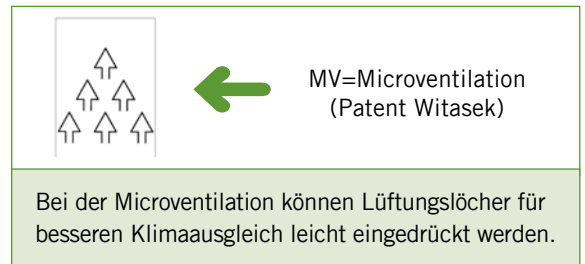 MV=Microventilation
(Patent Witasek)
Bei der Microventilation können Lüftungslöcher für
besseren Klimaausgleich leicht eingedrückt werden.